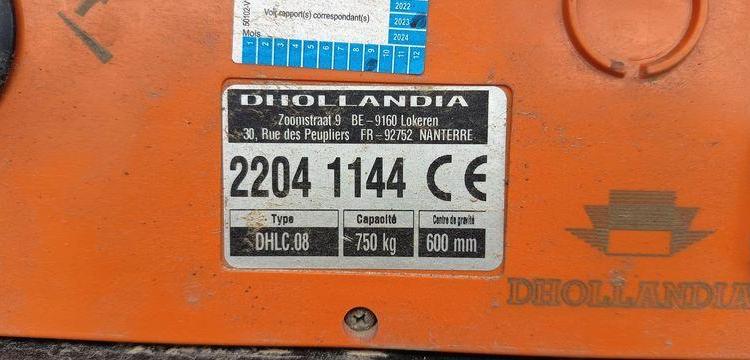 50102-V
Voir rapport(s) correspondant(s)
2022
2023
2024
Mois
1 2 3 4 5 6 7 8 9 10 11 12
DHOLLANDIA
Zoomstraat 9 BE-9160 Lokeren
30, Rue des Peupliers FR-92752 NANTERRE
2204 1144 CE
Type Capacité Centre de gravité
DHLC.08 750 kg 600 mm
DHOLLANDIA